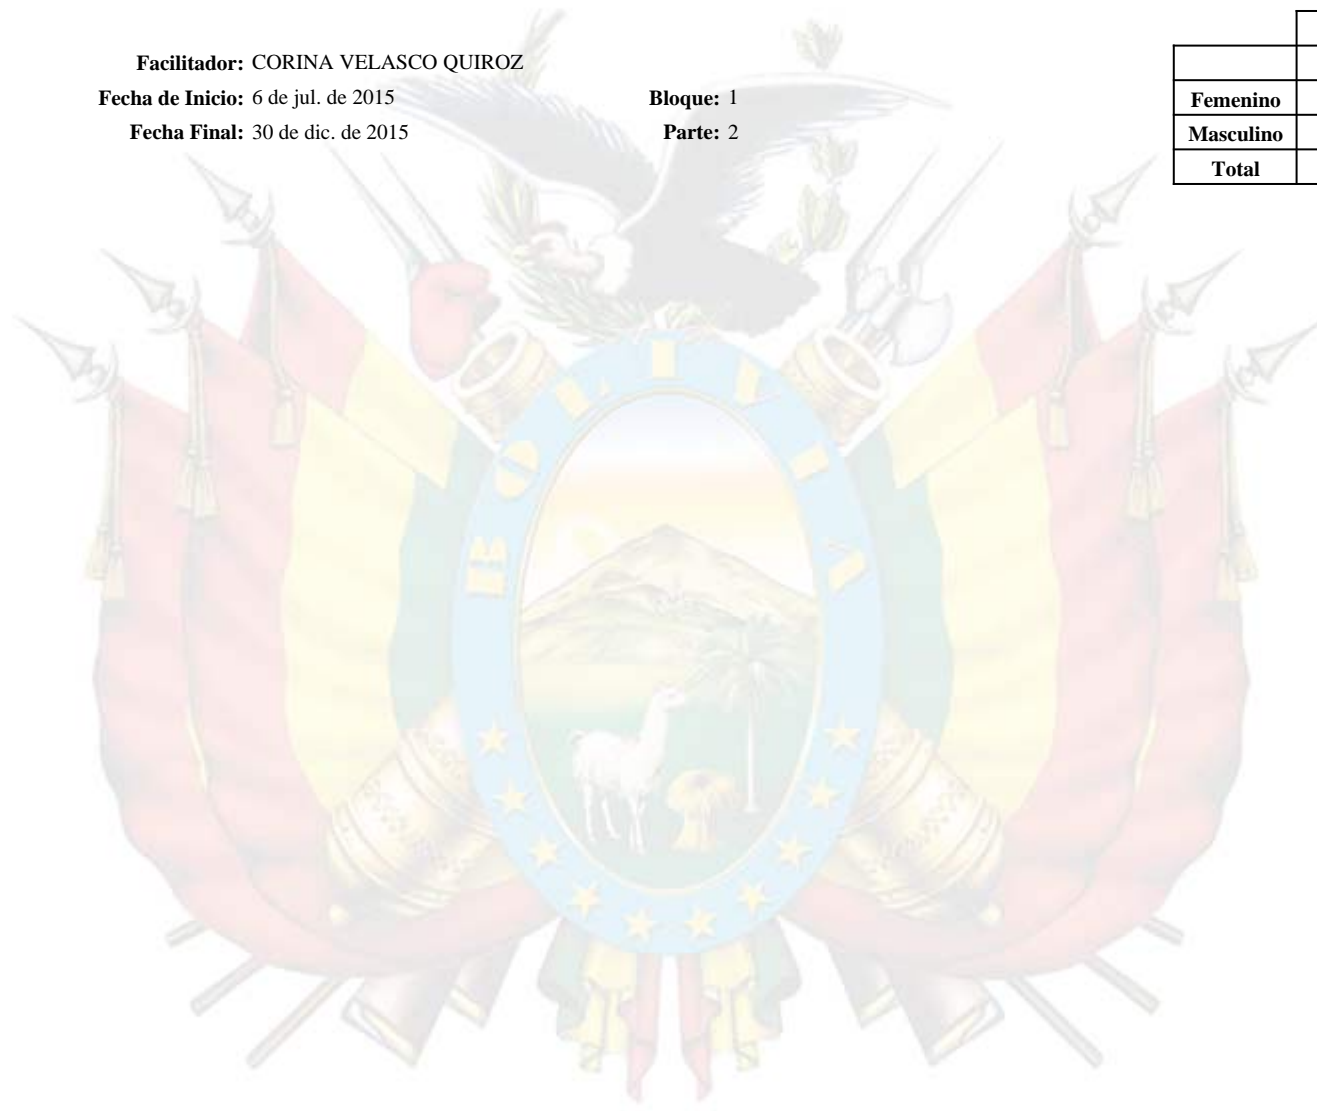 Facilitador: CORINA VELASCO QUIROZ
Fecha de Inicio: 6 de jul. de 2015 Bloque: 1
Fecha Final: 30 de dic. de 2015 Parte: 2
Femenino
Masculino
Total
BOLIVIA